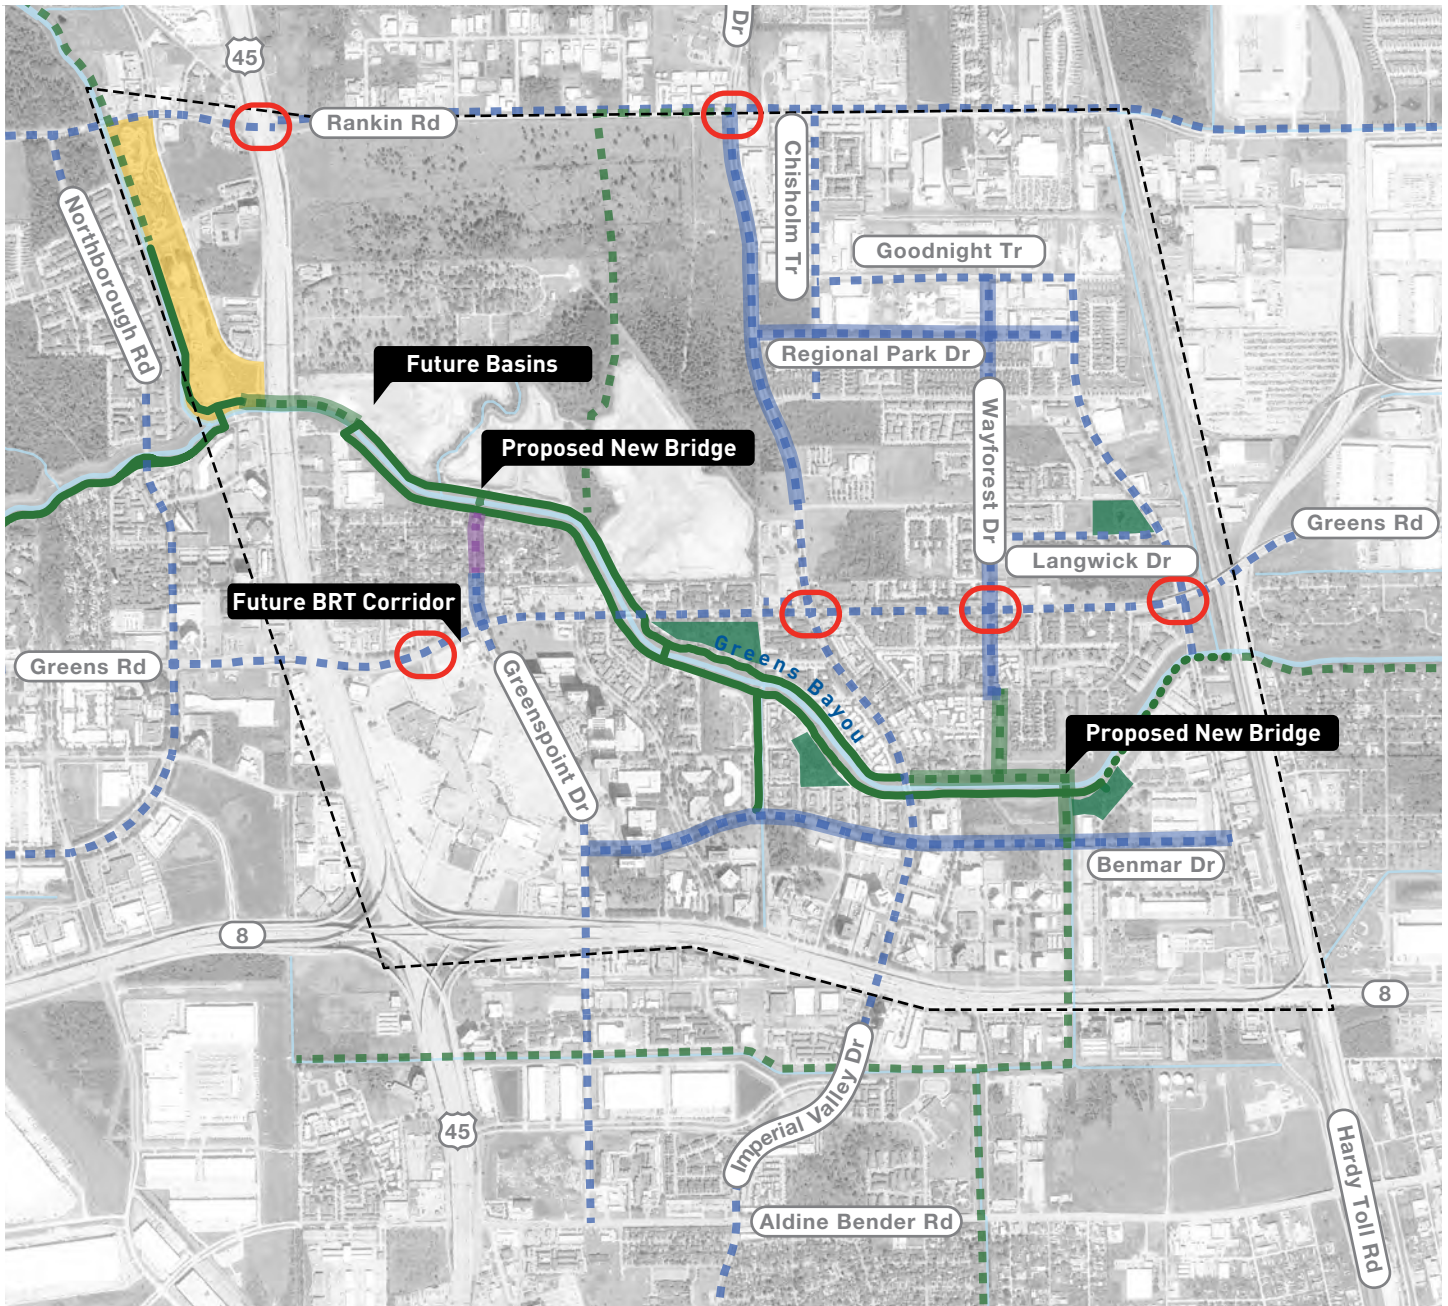 Dr
45
Rankin Rd
Chisholm Tr
Northborough Rd
Goodnight Tr
Regional Park Dr
Future Basins
Wayforest Dr
Proposed New Bridge
Greens Rd
Langwick Dr
Future BRT Corridor
Greens Rd
Greens Bayou
Greenspoint Dr
Proposed New Bridge
Benmar Dr
8
8
Imperial Valley Dr
45
Hardy Toll Rd
Aldine Bender Rd